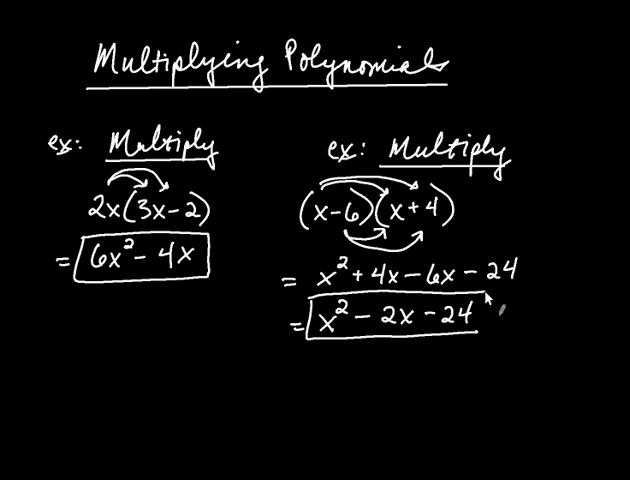 Multiplying Polynomials
ex: Multiply
2x(3x-2)
= 6x² - 4x
ex: Multiply
(x-6)(x+4)
= x² + 4x - 6x - 24
= x² - 2x - 24